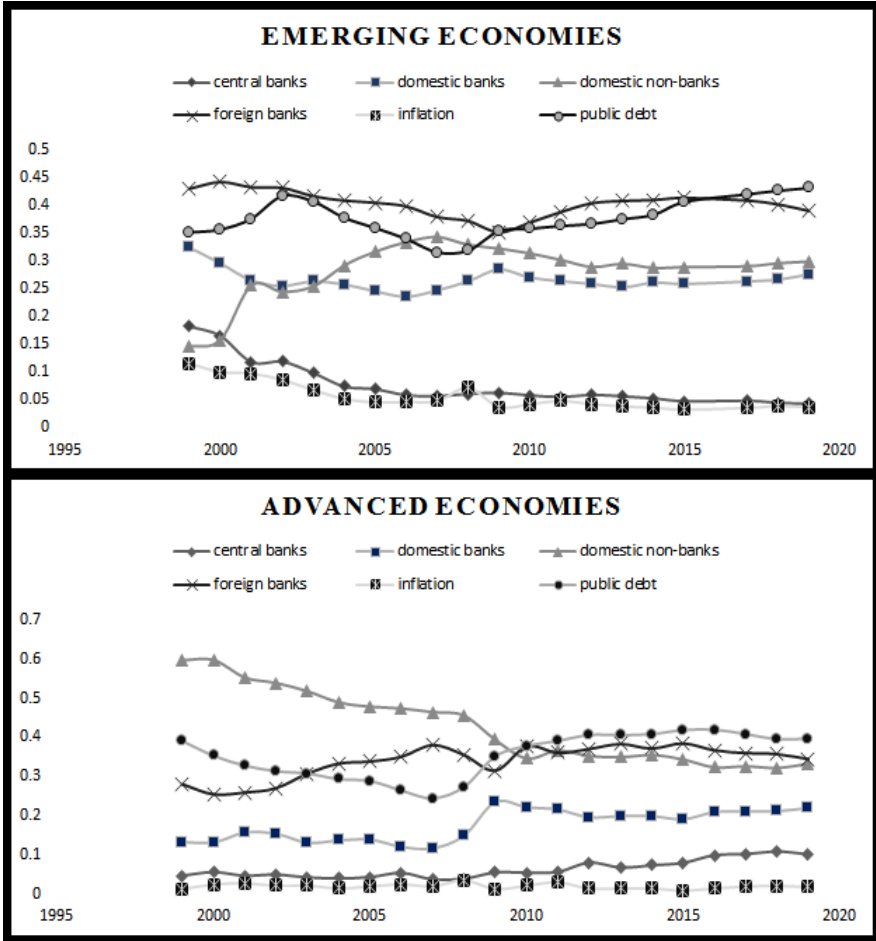 EMERGING ECONOMIES
central banks domestic banks domestic non-banks
foreign banks inflation public debt
0.5
0.45
0.4
0.35
0.3
0.25
0.2
0.15
0.1
0.05
0
1995 2000 2005 2010 2015 2020
ADVANCED ECONOMIES
central banks domestic banks domestic non-banks
foreign banks inflation public debt
0.7
0.6
0.5
0.4
0.3
0.2
0.1
0
1995 2000 2005 2010 2015 2020